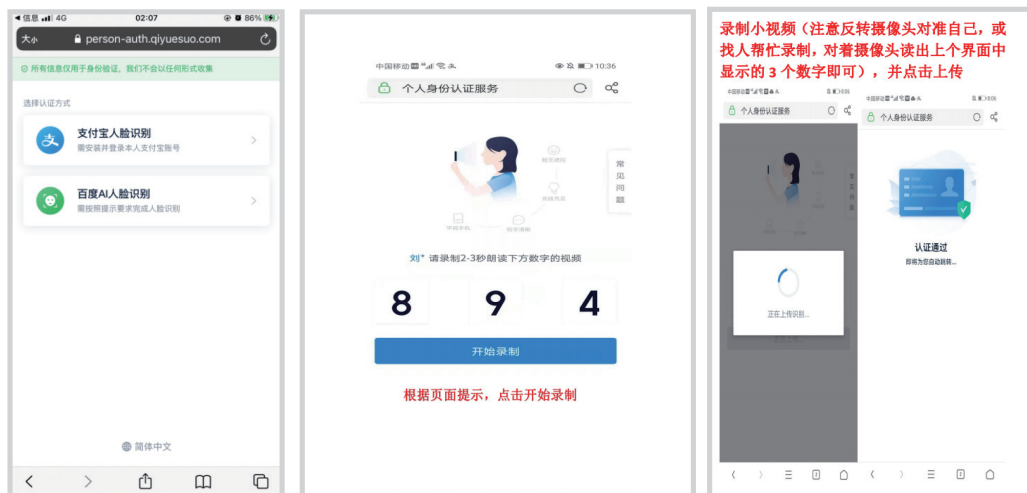 信息 4G 02:07 86%
大小 person-auth.qiyuesuo.com
所有信息仅用于身份验证，我们不会以任何形式收集
选择认证方式
支付宝人脸识别
需安装并登录本人支付宝账号
百度AI人脸识别
需按照提示要求完成人脸识别
简体中文
中国移动 10:36
个人身份认证服务
常见问题
刘* 请录制2-3秒朗读下方数字的视频
8 9 4
开始录制
根据页面提示，点击开始录制
录制小视频（注意反转摄像头对准自己，或
找人帮忙录制，对着摄像头读出上个界面中
显示的 3 个数字即可），并点击上传
个人身份认证服务
正在上传识别...
个人身份认证服务
认证通过
即将为您自动跳转...